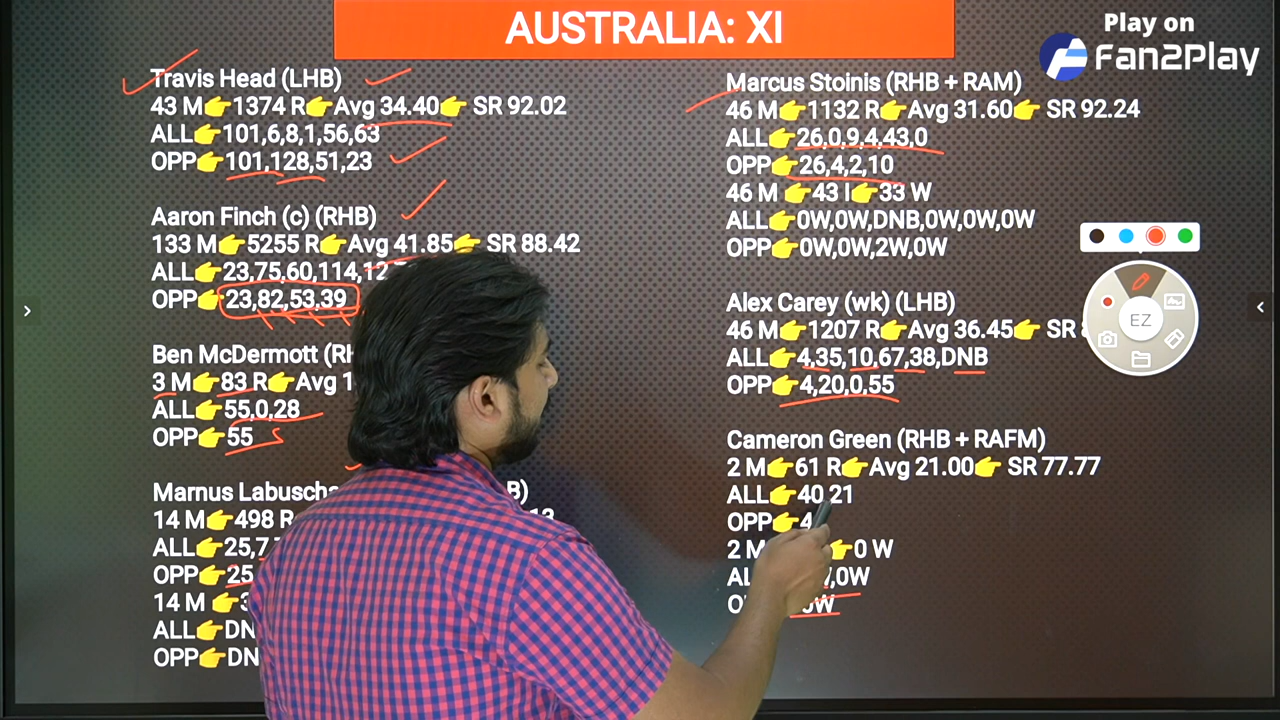 AUSTRALIA: XI
Play on
Fan2Play
Travis Head (LHB)
43 M👉1374 R👉Avg 34.40👉 SR 92.02
ALL👉101,6,8,1,56,63
OPP👉101,128,51,23
Aaron Finch (c) (RHB)
133 M👉5255 R👉Avg 41.85👉 SR 88.42
ALL👉23,75,60,114,12
OPP👉23,82,53,39
Ben McDermott
3 M👉83 R👉Avg
ALL👉55,0,28
OPP👉55
Marnus
14 M👉498 R
ALL👉25,
OPP👉25
14 M👉
ALL👉
OPP👉
Marcus Stoinis (RHB + RAM)
46 M👉1132 R👉Avg 31.60👉 SR 92.24
ALL👉26,0,9,4,43,0
OPP👉26,4,2,10
46 M👉43 I👉33 W
ALL👉0W,0W,DNB,0W,0W,0W
OPP👉0W,0W,2W,0W
Alex Carey (wk) (LHB)
46 M👉1207 R👉Avg 36.45👉 SR
ALL👉4,35,10,67,38,DNB
OPP👉4,20,0,55
EZ
Cameron Green (RHB + RAFM)
2 M👉61 R👉Avg 21.00👉 SR 77.77
ALL👉40 21
OPP👉
2 M 👉0 W
,0W